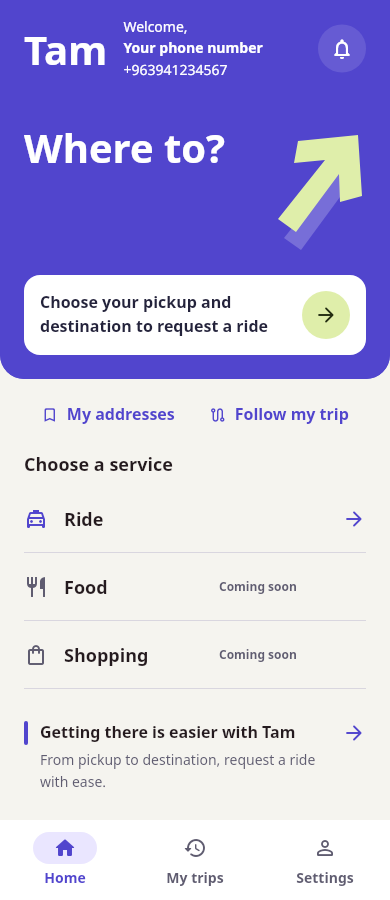 Tam
Welcome,
Your phone number
+963941234567
Where to?
Choose your pickup and
destination to request a ride
My addresses
Follow my trip
Choose a service
Ride
Food
Coming soon
Shopping
Coming soon
Getting there is easier with Tam
From pickup to destination, request a ride
with ease.
Home
My trips
Settings